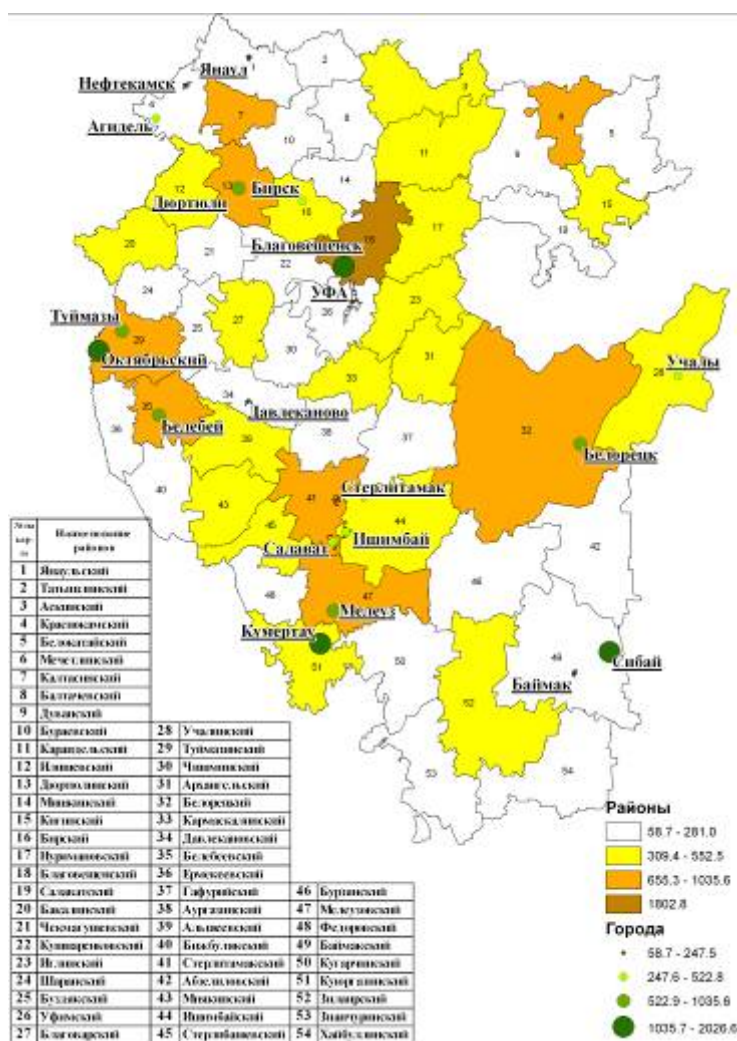 Янаул
Нефтекамск
Агидель
Бирск
Дюртюли
Благовещенск
УФА
Туймазы
Октябрьский
Учалы
Давлеканово
Белебей
Белорецк
Стерлитамак
Ишимбай
Салават
Мелеуз
Кумертау
Сибай
Баймак
Наименование районов
1 Янаульский
2 Татышлинский
3 Аскинский
4 Краснокамский
5 Белокатайский
6 Мечетлинский
7 Калтасинский
8 Балтачевский
9 Дуванский
10 Бураевский 28 Учалинский
11 Караидельский 29 Туймазинский
12 Илишевский 30 Чишминский
13 Дюртюлинский 31 Архангельский
14 Мишкинский 32 Белорецкий
15 Кигинский 33 Кармаскалинский
16 Бирский 34 Давлекановский
17 Нуримановский 35 Белебеевский
18 Благовещенский 36 Ермекеевский
19 Салаватский 37 Гафурийский 46 Бурзянский
20 Бакалинский 38 Аургазинский 47 Мелеузовский
21 Чекмагушевский 39 Альшеевский 48 Федоровский
22 Кушнаренковский 40 Бижбулякский 49 Баймакский
23 Иглинский 41 Стерлитамакский 50 Кугарчинский
24 Шаранский 42 Абзелиловский 51 Куюргазинский
25 Буздякский 43 Миякинский 52 Зилаирский
26 Уфимский 44 Ишимбайский 53 Зианчуринский
27 Благоварский 45 Стерлибашевский 54 Хайбуллинский
Районы
58.7 - 281.0
309.4 - 552.5
655.3 - 1035.6
1802.8
Города
58.7 - 247.5
247.6 - 522.8
522.9 - 1035.6
1035.7 - 2026.6